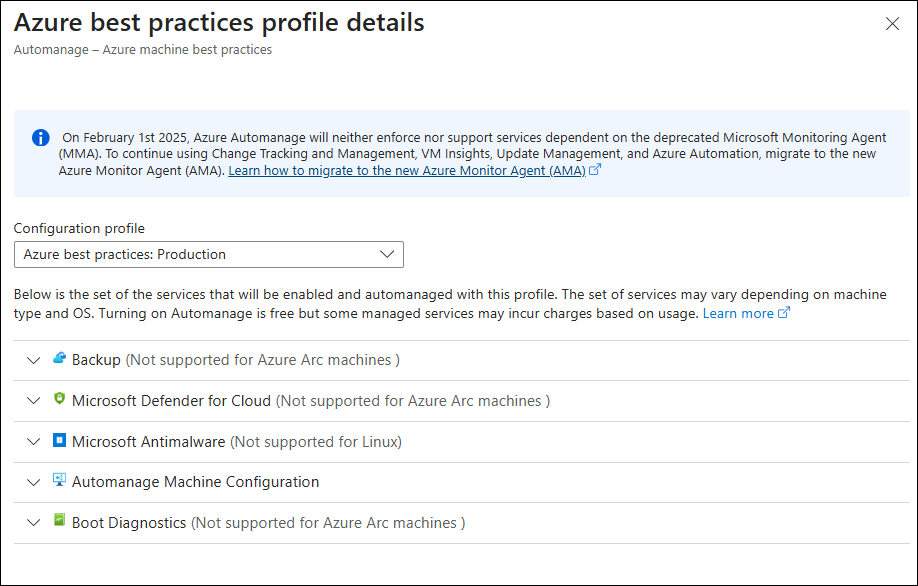 Azure best practices profile details
Automanage – Azure machine best practices
On February 1st 2025, Azure Automanage will neither enforce nor support services dependent on the deprecated Microsoft Monitoring Agent
(MMA). To continue using Change Tracking and Management, VM Insights, Update Management, and Azure Automation, migrate to the new
Azure Monitor Agent (AMA). Learn how to migrate to the new Azure Monitor Agent (AMA)
Configuration profile
Azure best practices: Production
Below is the set of the services that will be enabled and automanaged with this profile. The set of services may vary depending on machine
type and OS. Turning on Automanage is free but some managed services may incur charges based on usage. Learn more
Backup (Not supported for Azure Arc machines )
Microsoft Defender for Cloud (Not supported for Azure Arc machines )
Microsoft Antimalware (Not supported for Linux)
Automanage Machine Configuration
Boot Diagnostics (Not supported for Azure Arc machines )